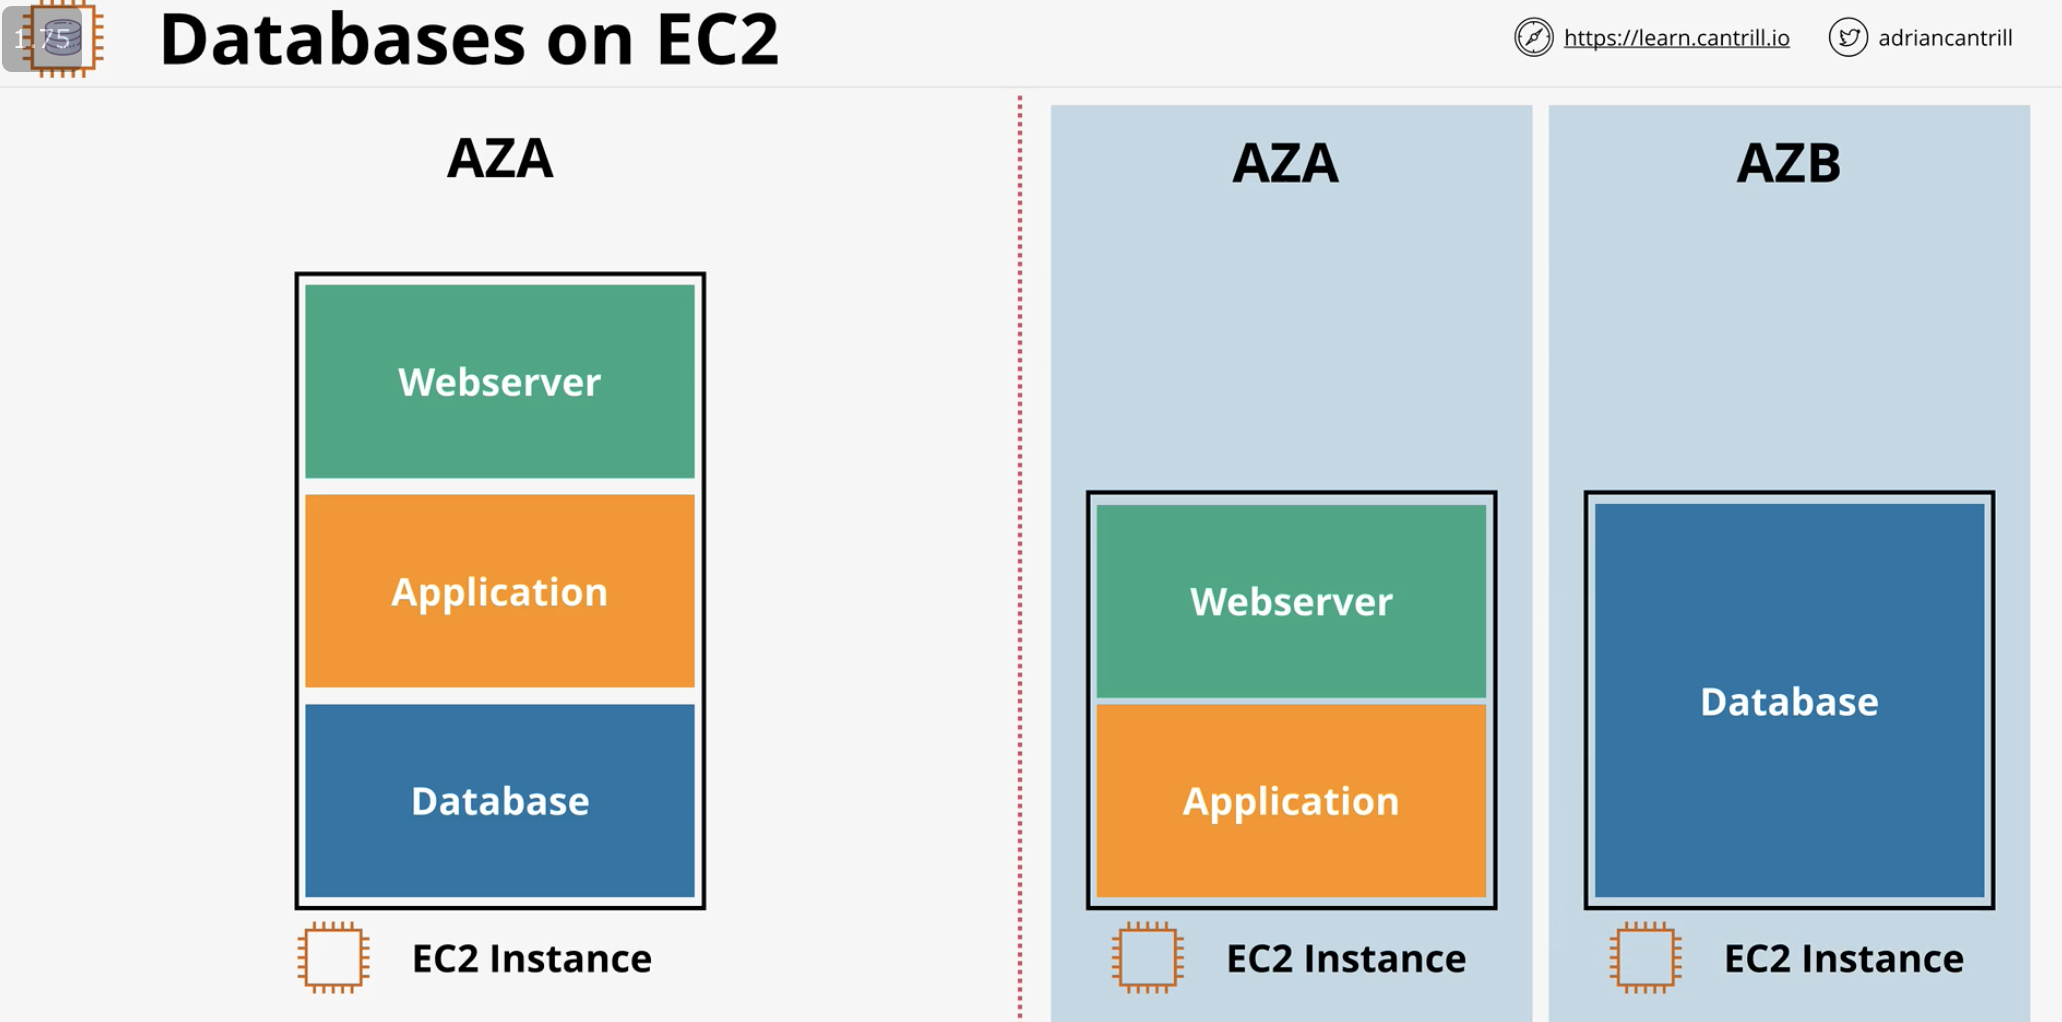 1.75
Databases on EC2
https://learn.cantrill.io
adriancantrill
AZA
Webserver
Application
Database
EC2 Instance
AZA
Webserver
Application
EC2 Instance
AZB
Database
EC2 Instance